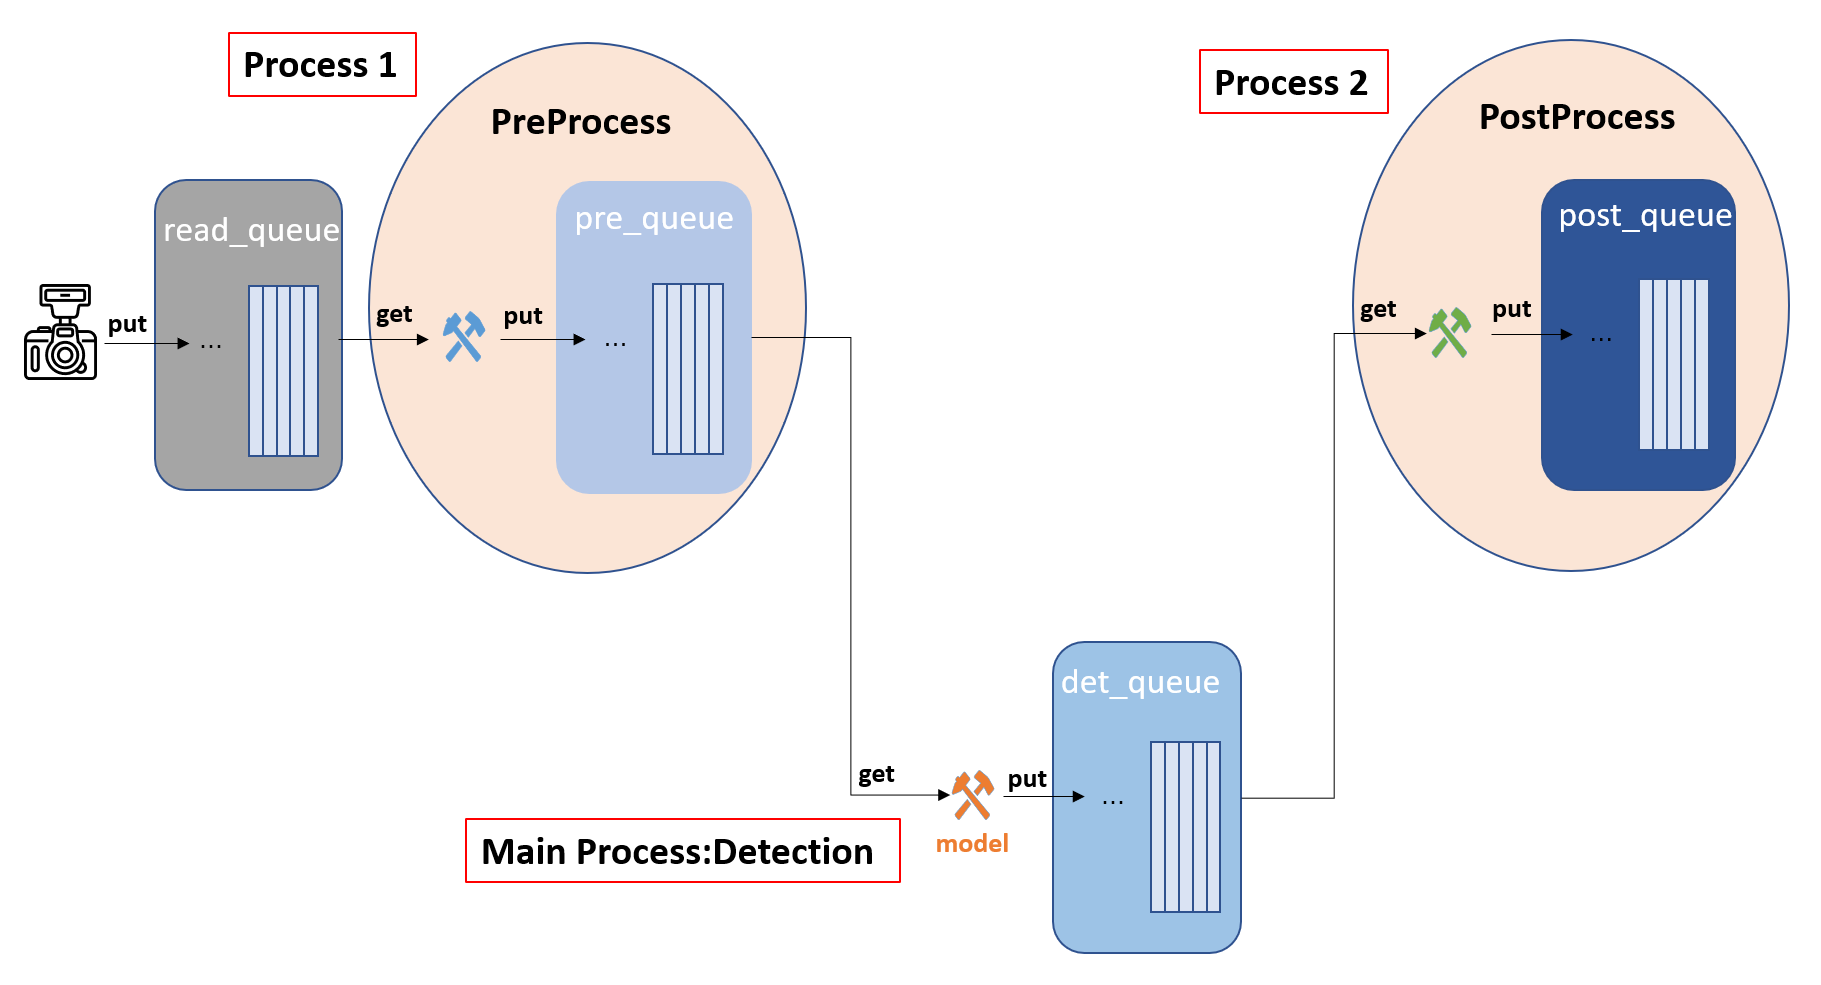 Process 1
PreProcess
read_queue
pre_queue
put
...
get
put
...
Process 2
PostProcess
post_queue
get
put
...
get
model
put
det_queue
...
Main Process:Detection